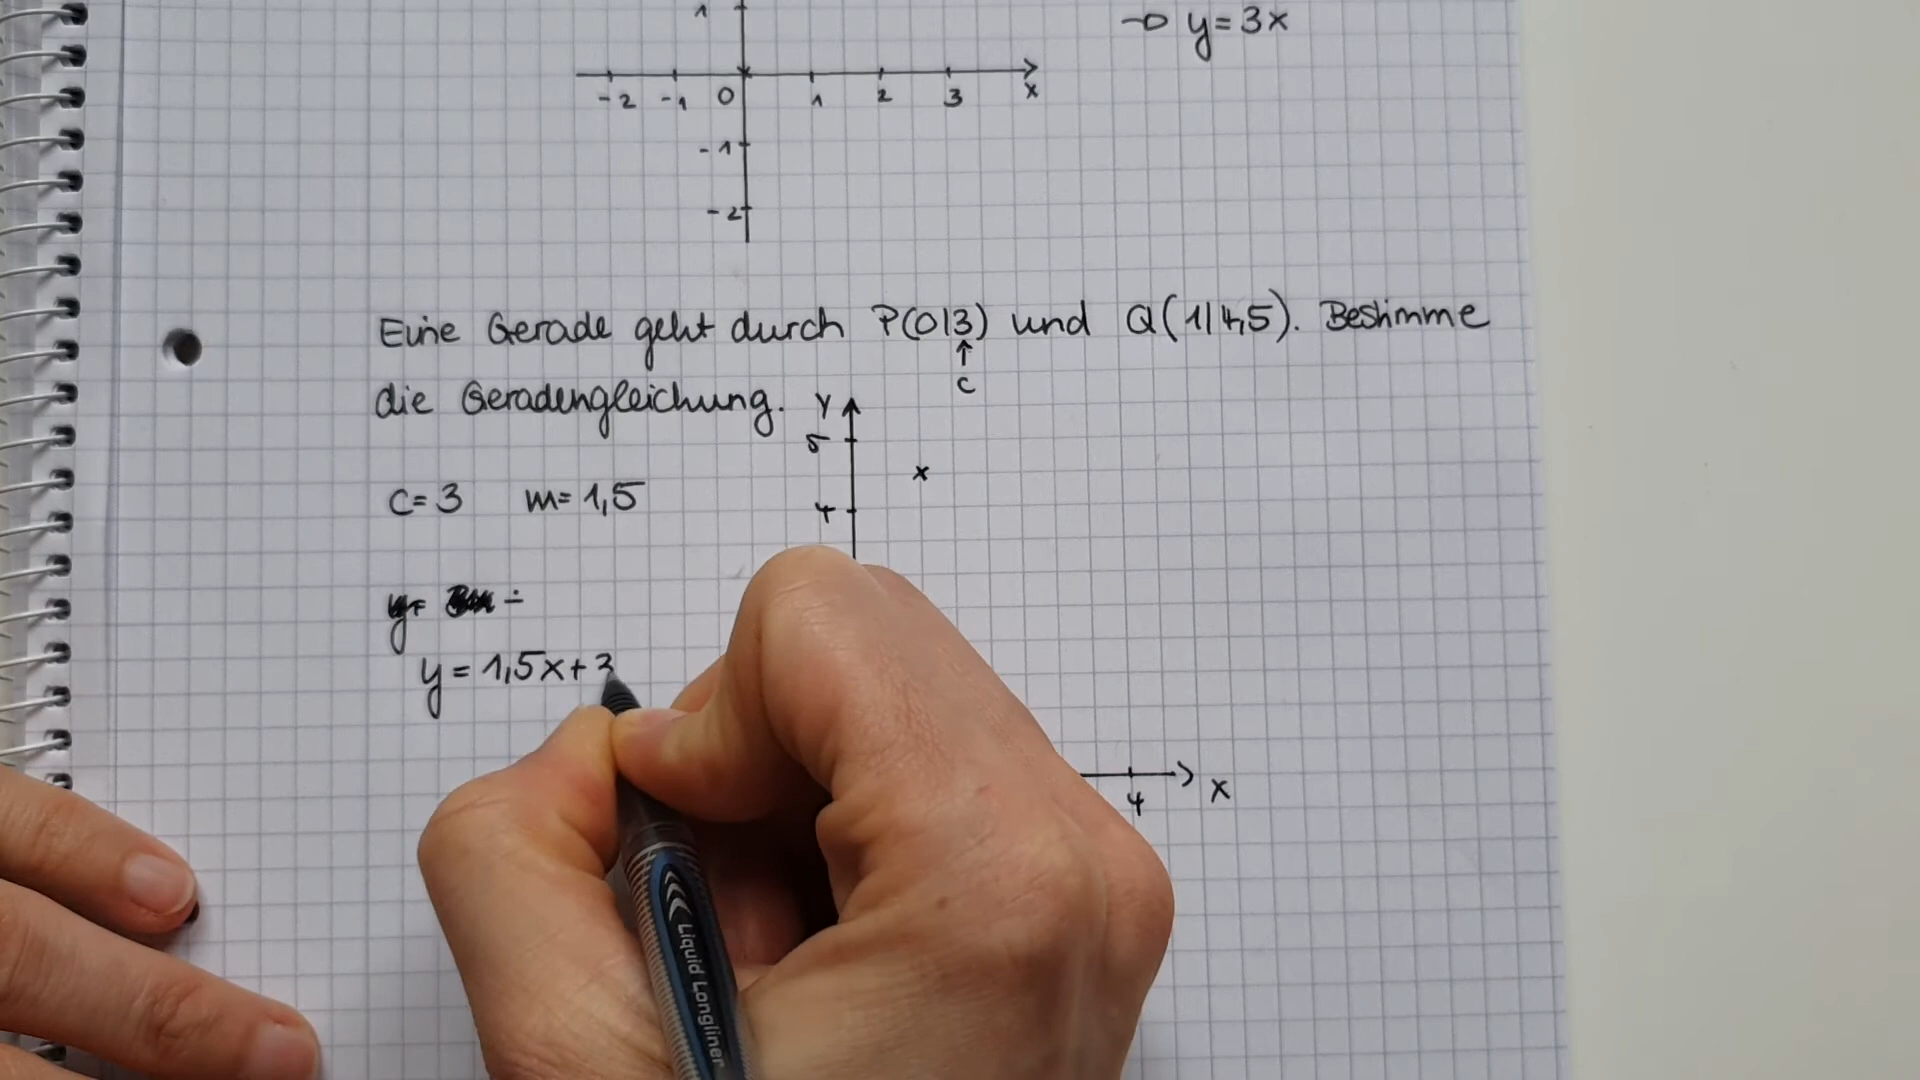 1
→ y = 3x
-2 -1 0 1 2 3 x
-1
-2
Eine Gerade geht durch P(0|3) und Q(1|4,5). Bestimme
↑
c
die Geradengleichung.
y
5
c = 3 m = 1,5
4
y =
y = 1,5x + 3
4 x
Liquid Longliner